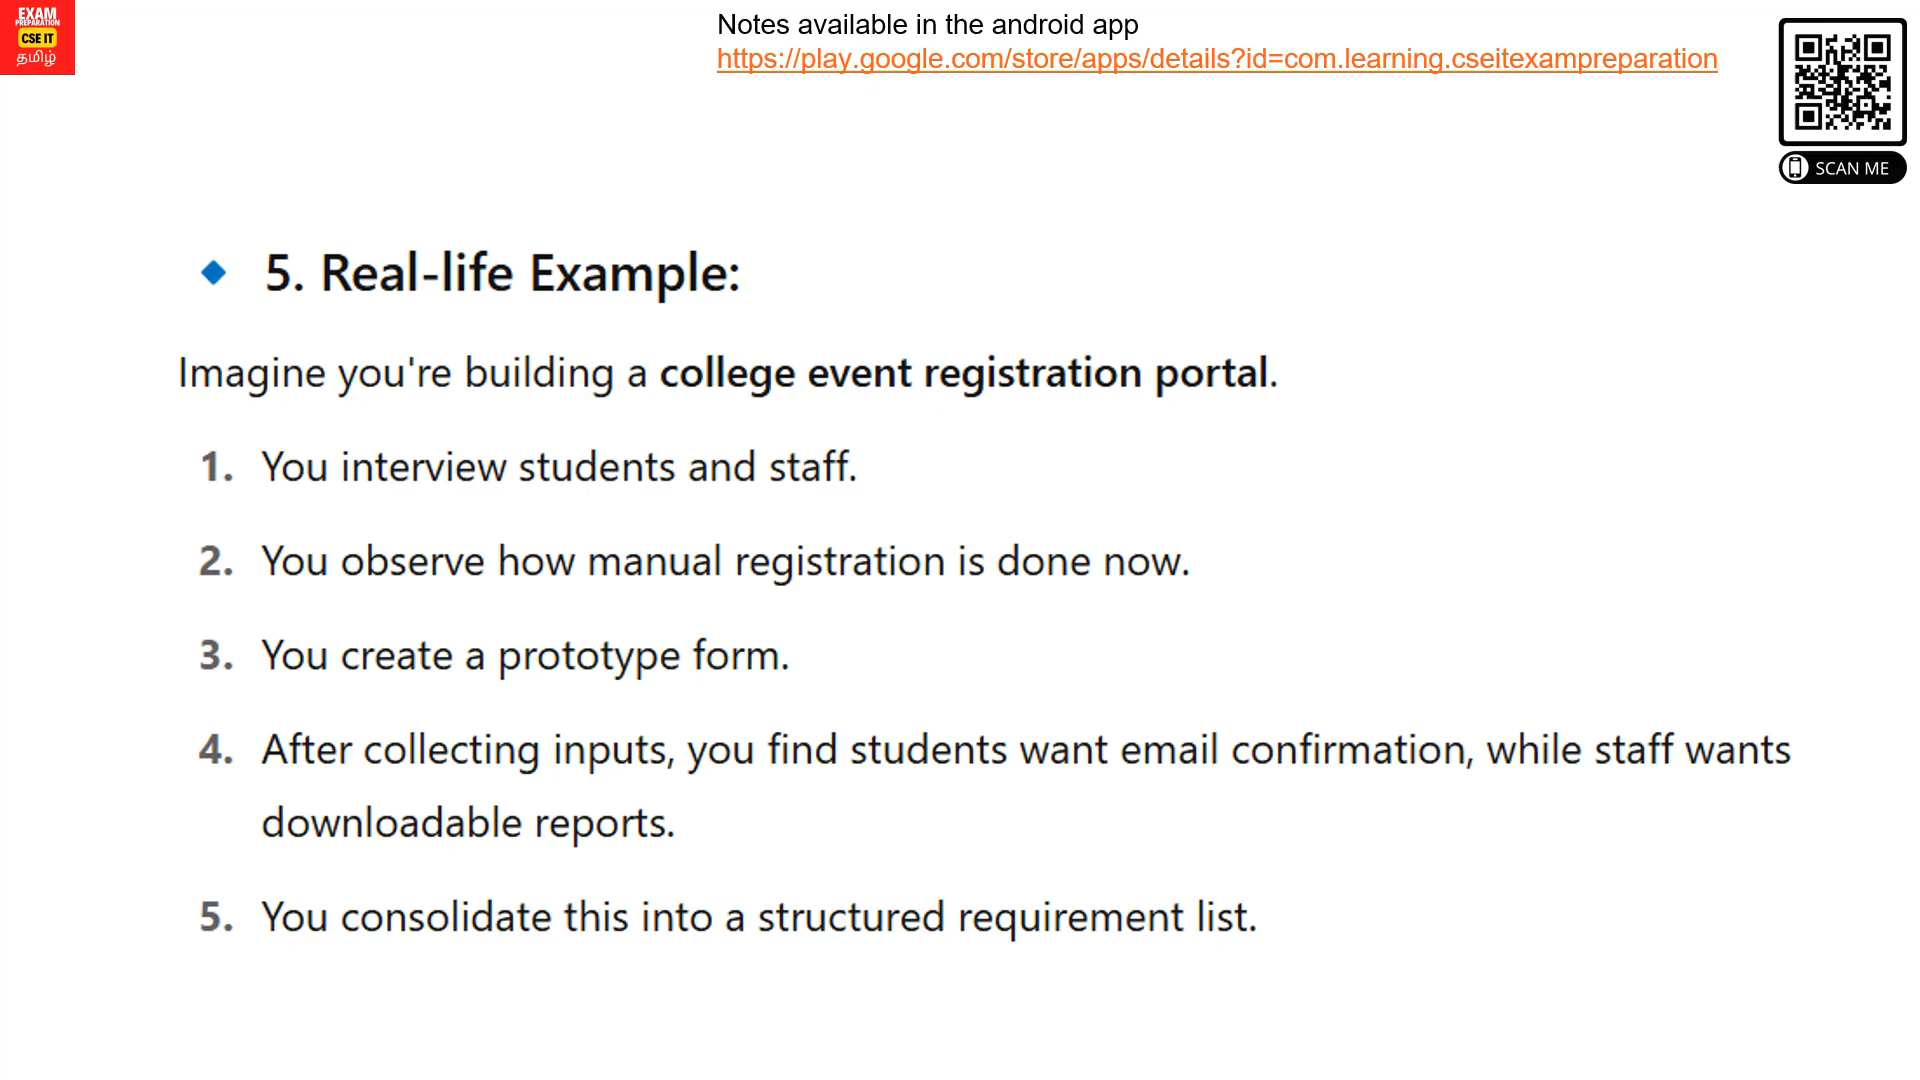 EXAM
PREPARATION
CSE IT
தமிழ்
Notes available in the android app
https://play.google.com/store/apps/details?id=com.learning.cseitexampreparation
SCAN ME
5. Real-life Example:
Imagine you're building a college event registration portal.
1. You interview students and staff.
2. You observe how manual registration is done now.
3. You create a prototype form.
4. After collecting inputs, you find students want email confirmation, while staff wants
downloadable reports.
5. You consolidate this into a structured requirement list.